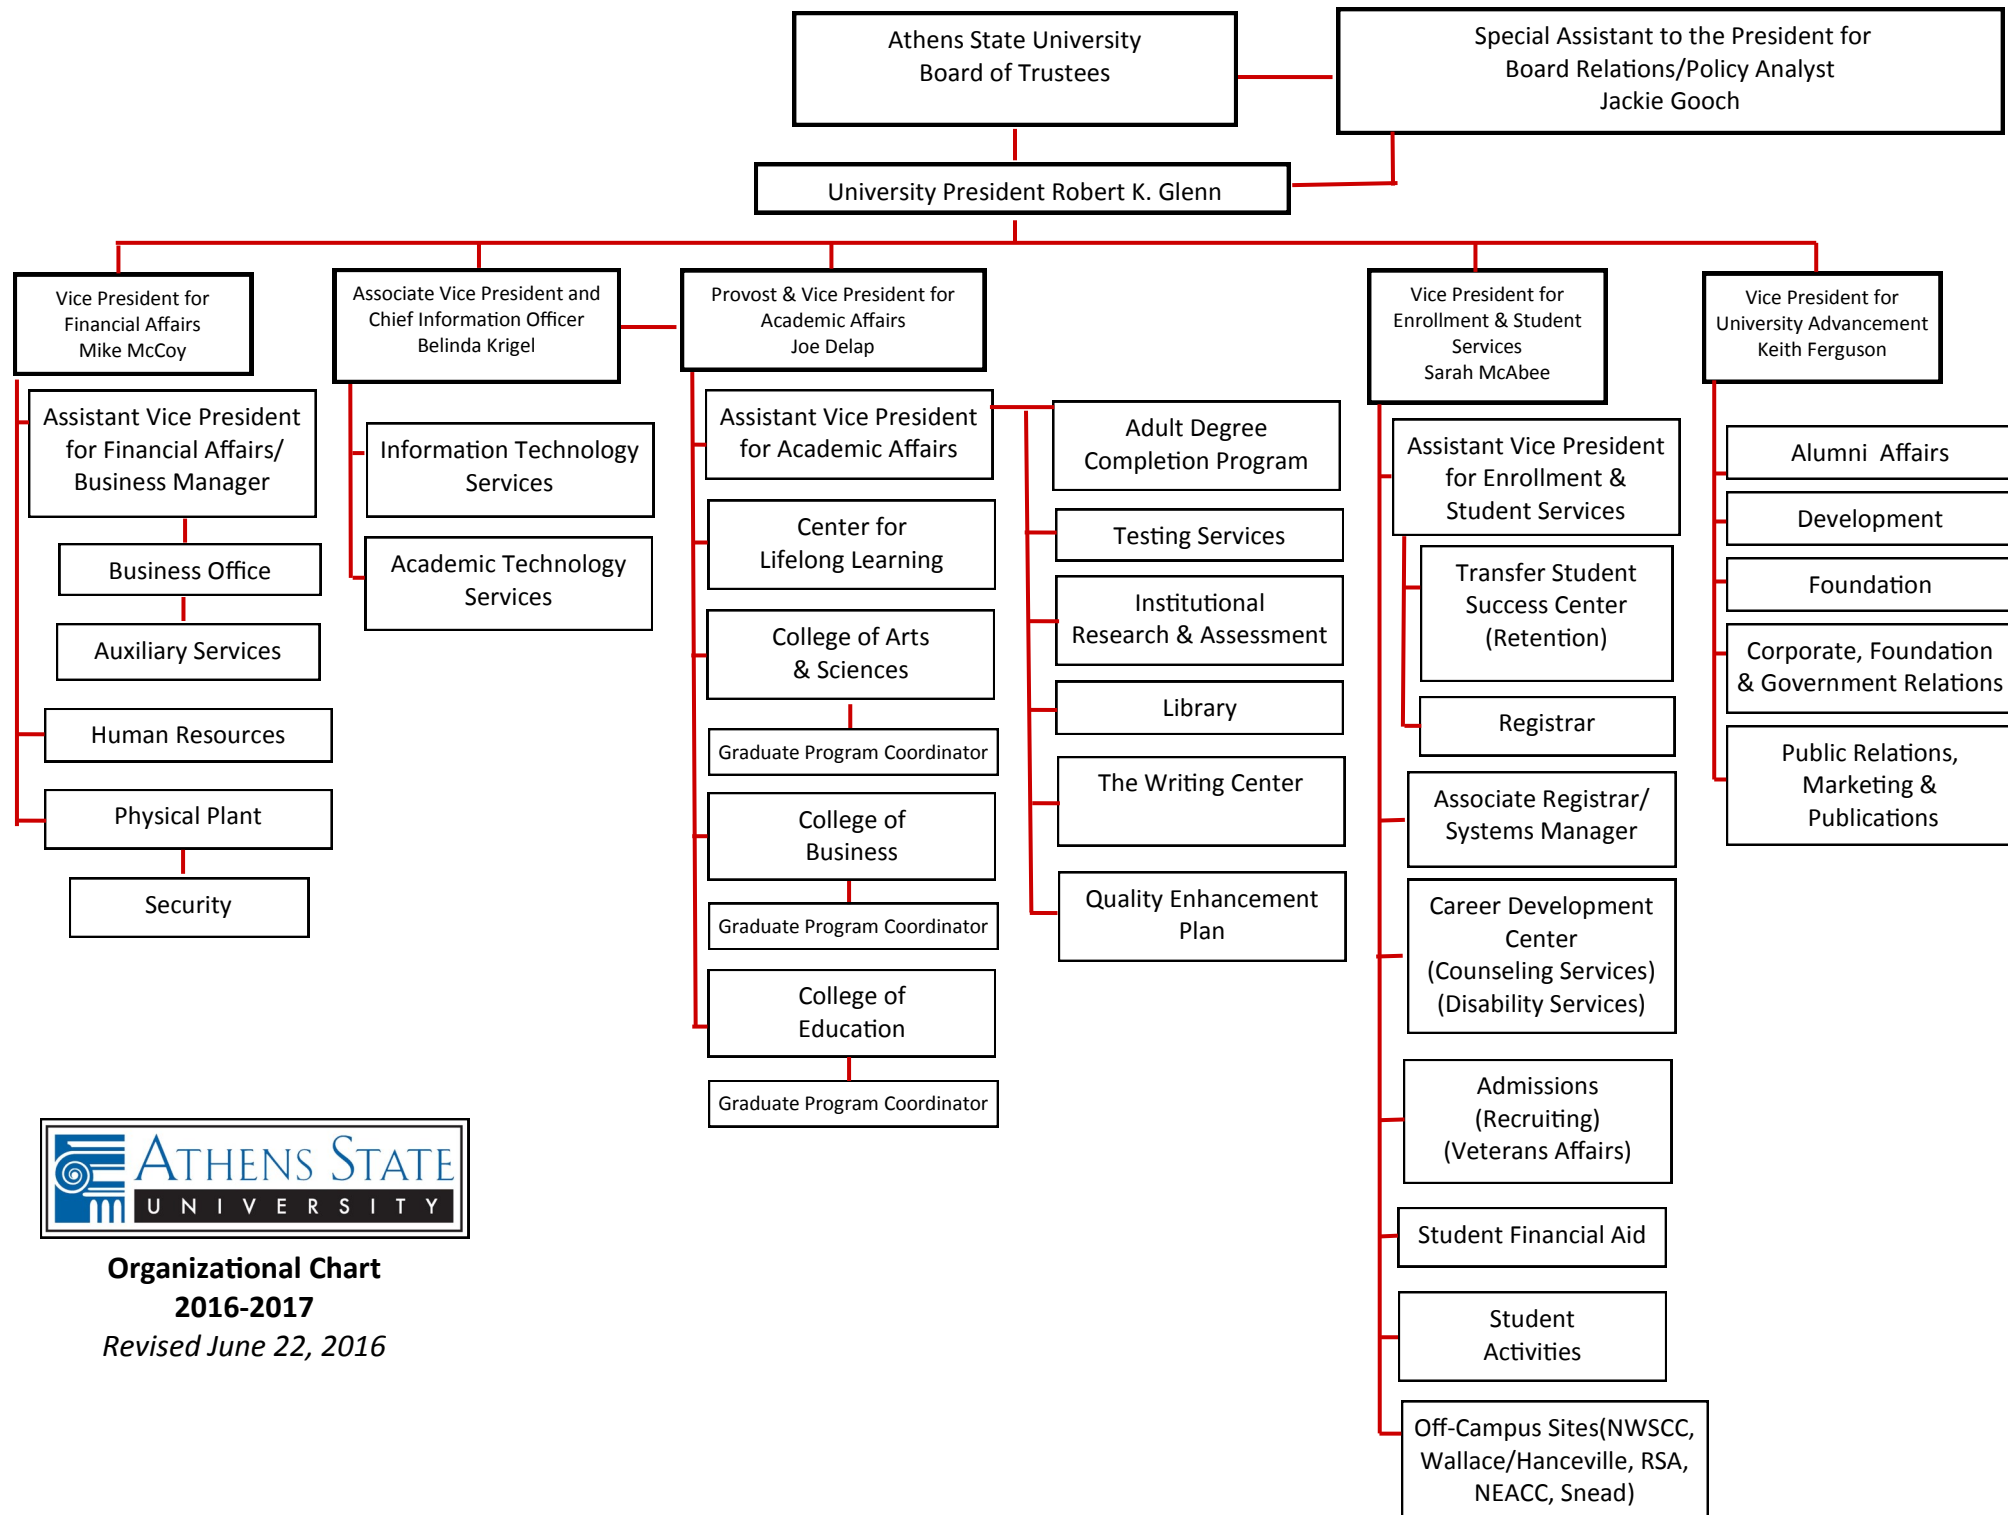 Athens State University
Board of Trustees
Special Assistant to the President for
Board Relations/Policy Analyst
Jackie Gooch
University President Robert K. Glenn
Vice President for
Financial Affairs
Mike McCoy
Associate Vice President and
Chief Information Officer
Belinda Krigel
Provost & Vice President for
Academic Affairs
Joe Delap
Vice President for
Enrollment & Student
Services
Sarah McAbee
Vice President for
University Advancement
Keith Ferguson
Assistant Vice President
for Financial Affairs/
Business Manager
Business Office
Auxiliary Services
Human Resources
Physical Plant
Security
Information Technology
Services
Academic Technology
Services
Assistant Vice President
for Academic Affairs
Center for
Lifelong Learning
College of Arts
& Sciences
Graduate Program Coordinator
College of
Business
Graduate Program Coordinator
College of
Education
Graduate Program Coordinator
Adult Degree
Completion Program
Testing Services
Institutional
Research & Assessment
Library
The Writing Center
Quality Enhancement
Plan
Assistant Vice President
for Enrollment &
Student Services
Transfer Student
Success Center
(Retention)
Registrar
Associate Registrar/
Systems Manager
Career Development
Center
(Counseling Services)
(Disability Services)
Admissions
(Recruiting)
(Veterans Affairs)
Student Financial Aid
Student
Activities
Off-Campus Sites(NWSCC,
Wallace/Hanceville, RSA,
NEACC, Snead)
Alumni  Affairs
Development
Foundation
Corporate, Foundation
& Government Relations
Public Relations,
Marketing &
Publications
ATHENS STATE
UNIVERSITY
Organizational Chart
2016-2017
Revised June 22, 2016